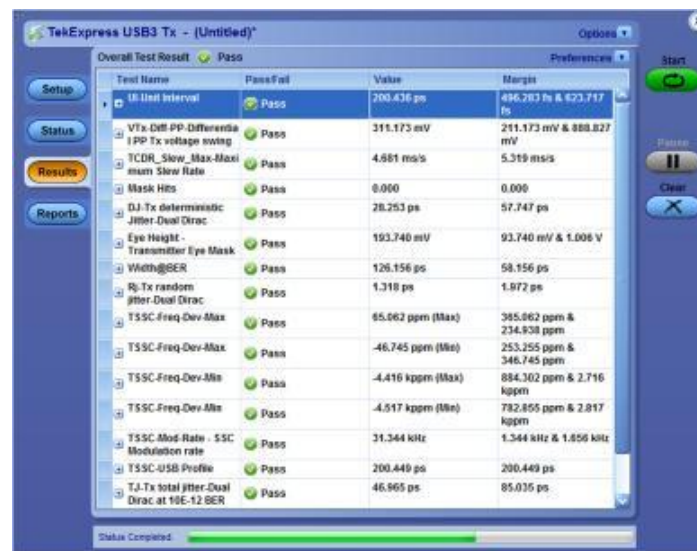 TekExpress USB3 Tx - (Untitled)*
Options
Overall Test Result Pass
Preferences
Start
Setup
Status
Results
Reports
Pause
Clear
Test Name Pass/Fail Value Margin
UI-Unit Interval Pass 200.436 ps 496.283 fs & 623.717 fs
VTx-Diff-PP-Differential PP Tx voltage swing Pass 311.173 mV 211.173 mV & 888.827 mV
TCDR_Slew_Max-Maximum Slew Rate Pass 4.681 ms/s 5.319 ms/s
Mask Hits Pass 0.000 0.000
DJ-Tx deterministic Jitter-Dual Dirac Pass 28.253 ps 57.747 ps
Eye Height - Transmitter Eye Mask Pass 193.740 mV 93.740 mV & 1.006 V
Width@BER Pass 126.156 ps 58.156 ps
Rj-Tx random jitter-Dual Dirac Pass 1.318 ps 1.972 ps
TSSC-Freq-Dev-Max Pass 65.062 ppm (Max) 365.062 ppm & 234.938 ppm
TSSC-Freq-Dev-Max Pass -46.745 ppm (Min) 253.255 ppm & 346.745 ppm
TSSC-Freq-Dev-Min Pass -4.416 kppm (Max) 884.302 ppm & 2.716 kppm
TSSC-Freq-Dev-Min Pass -4.517 kppm (Min) 782.855 ppm & 2.817 kppm
TSSC-Mod-Rate - SSC Modulation rate Pass 31.344 kHz 1.344 kHz & 1.656 kHz
TSSC-USB Profile Pass 200.449 ps 200.449 ps
TJ-Tx total jitter-Dual Dirac at 10E-12 BER Pass 46.965 ps 85.035 ps
Status Completed